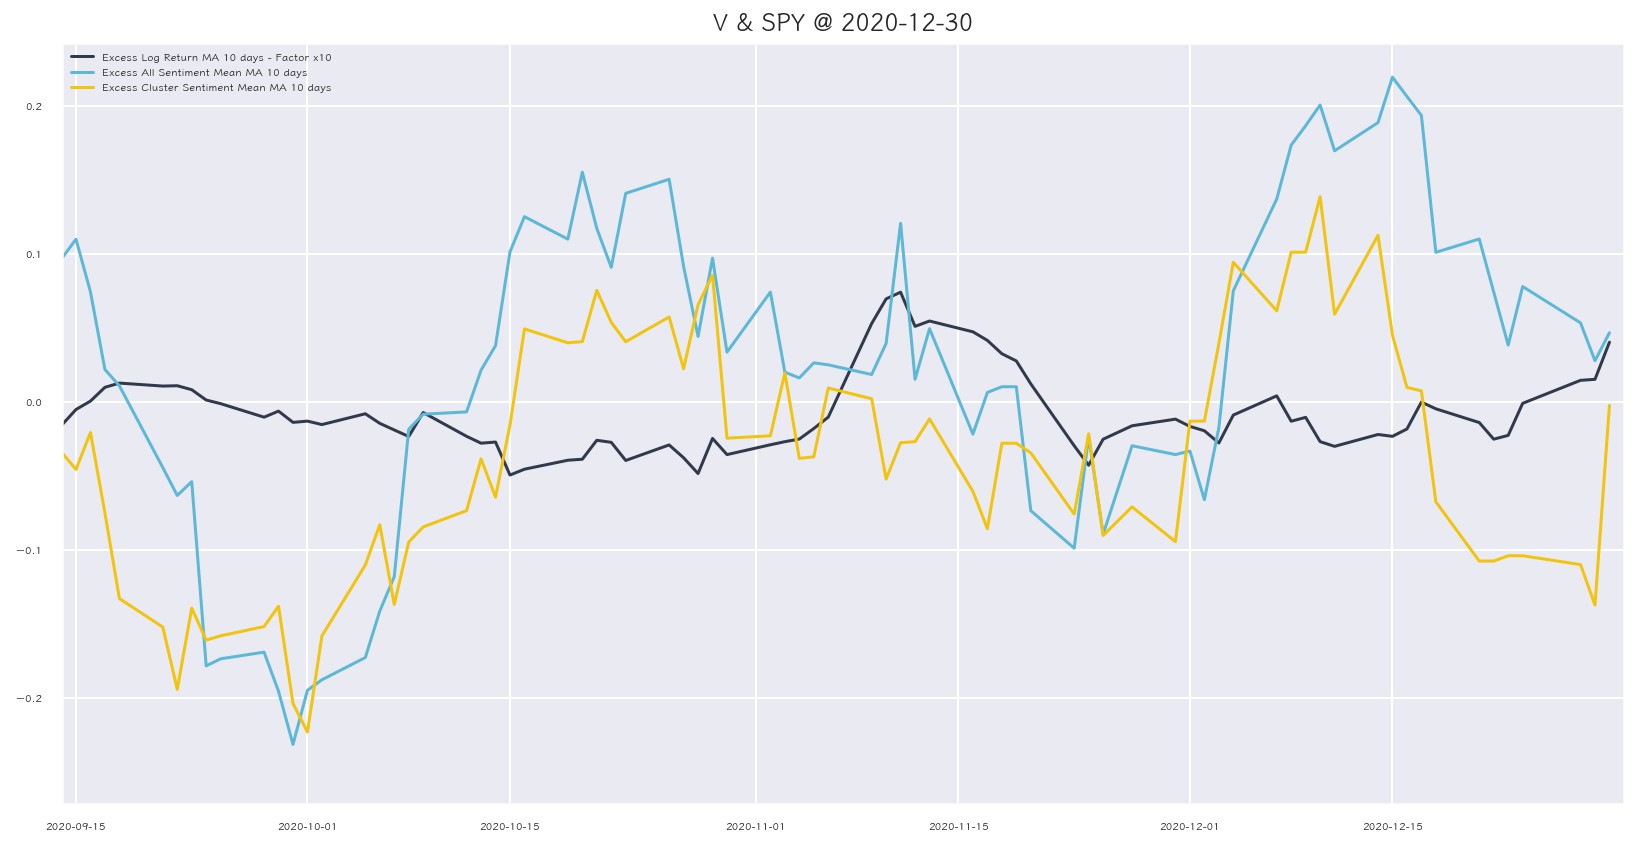 V & SPY @ 2020-12-30
Excess Log Return MA 10 days - Factor x10
Excess All Sentiment Mean MA 10 days
Excess Cluster Sentiment Mean MA 10 days
0.2
0.1
0.0
−0.1
−0.2
2020-09-15 2020-10-01 2020-10-15 2020-11-01 2020-11-15 2020-12-01 2020-12-15